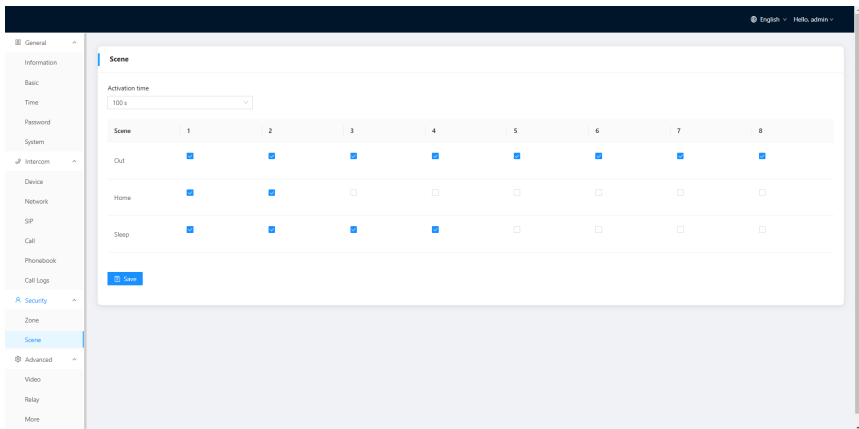 English Hello, admin
General
Information
Basic
Time
Password
System
Intercom
Device
Network
SIP
Call
Phonebook
Call Logs
Security
Zone
Scene
Advanced
Video
Relay
More
Scene
Activation time
100 s
Scene 1 2 3 4 5 6 7 8
Out
Home
Sleep
Save